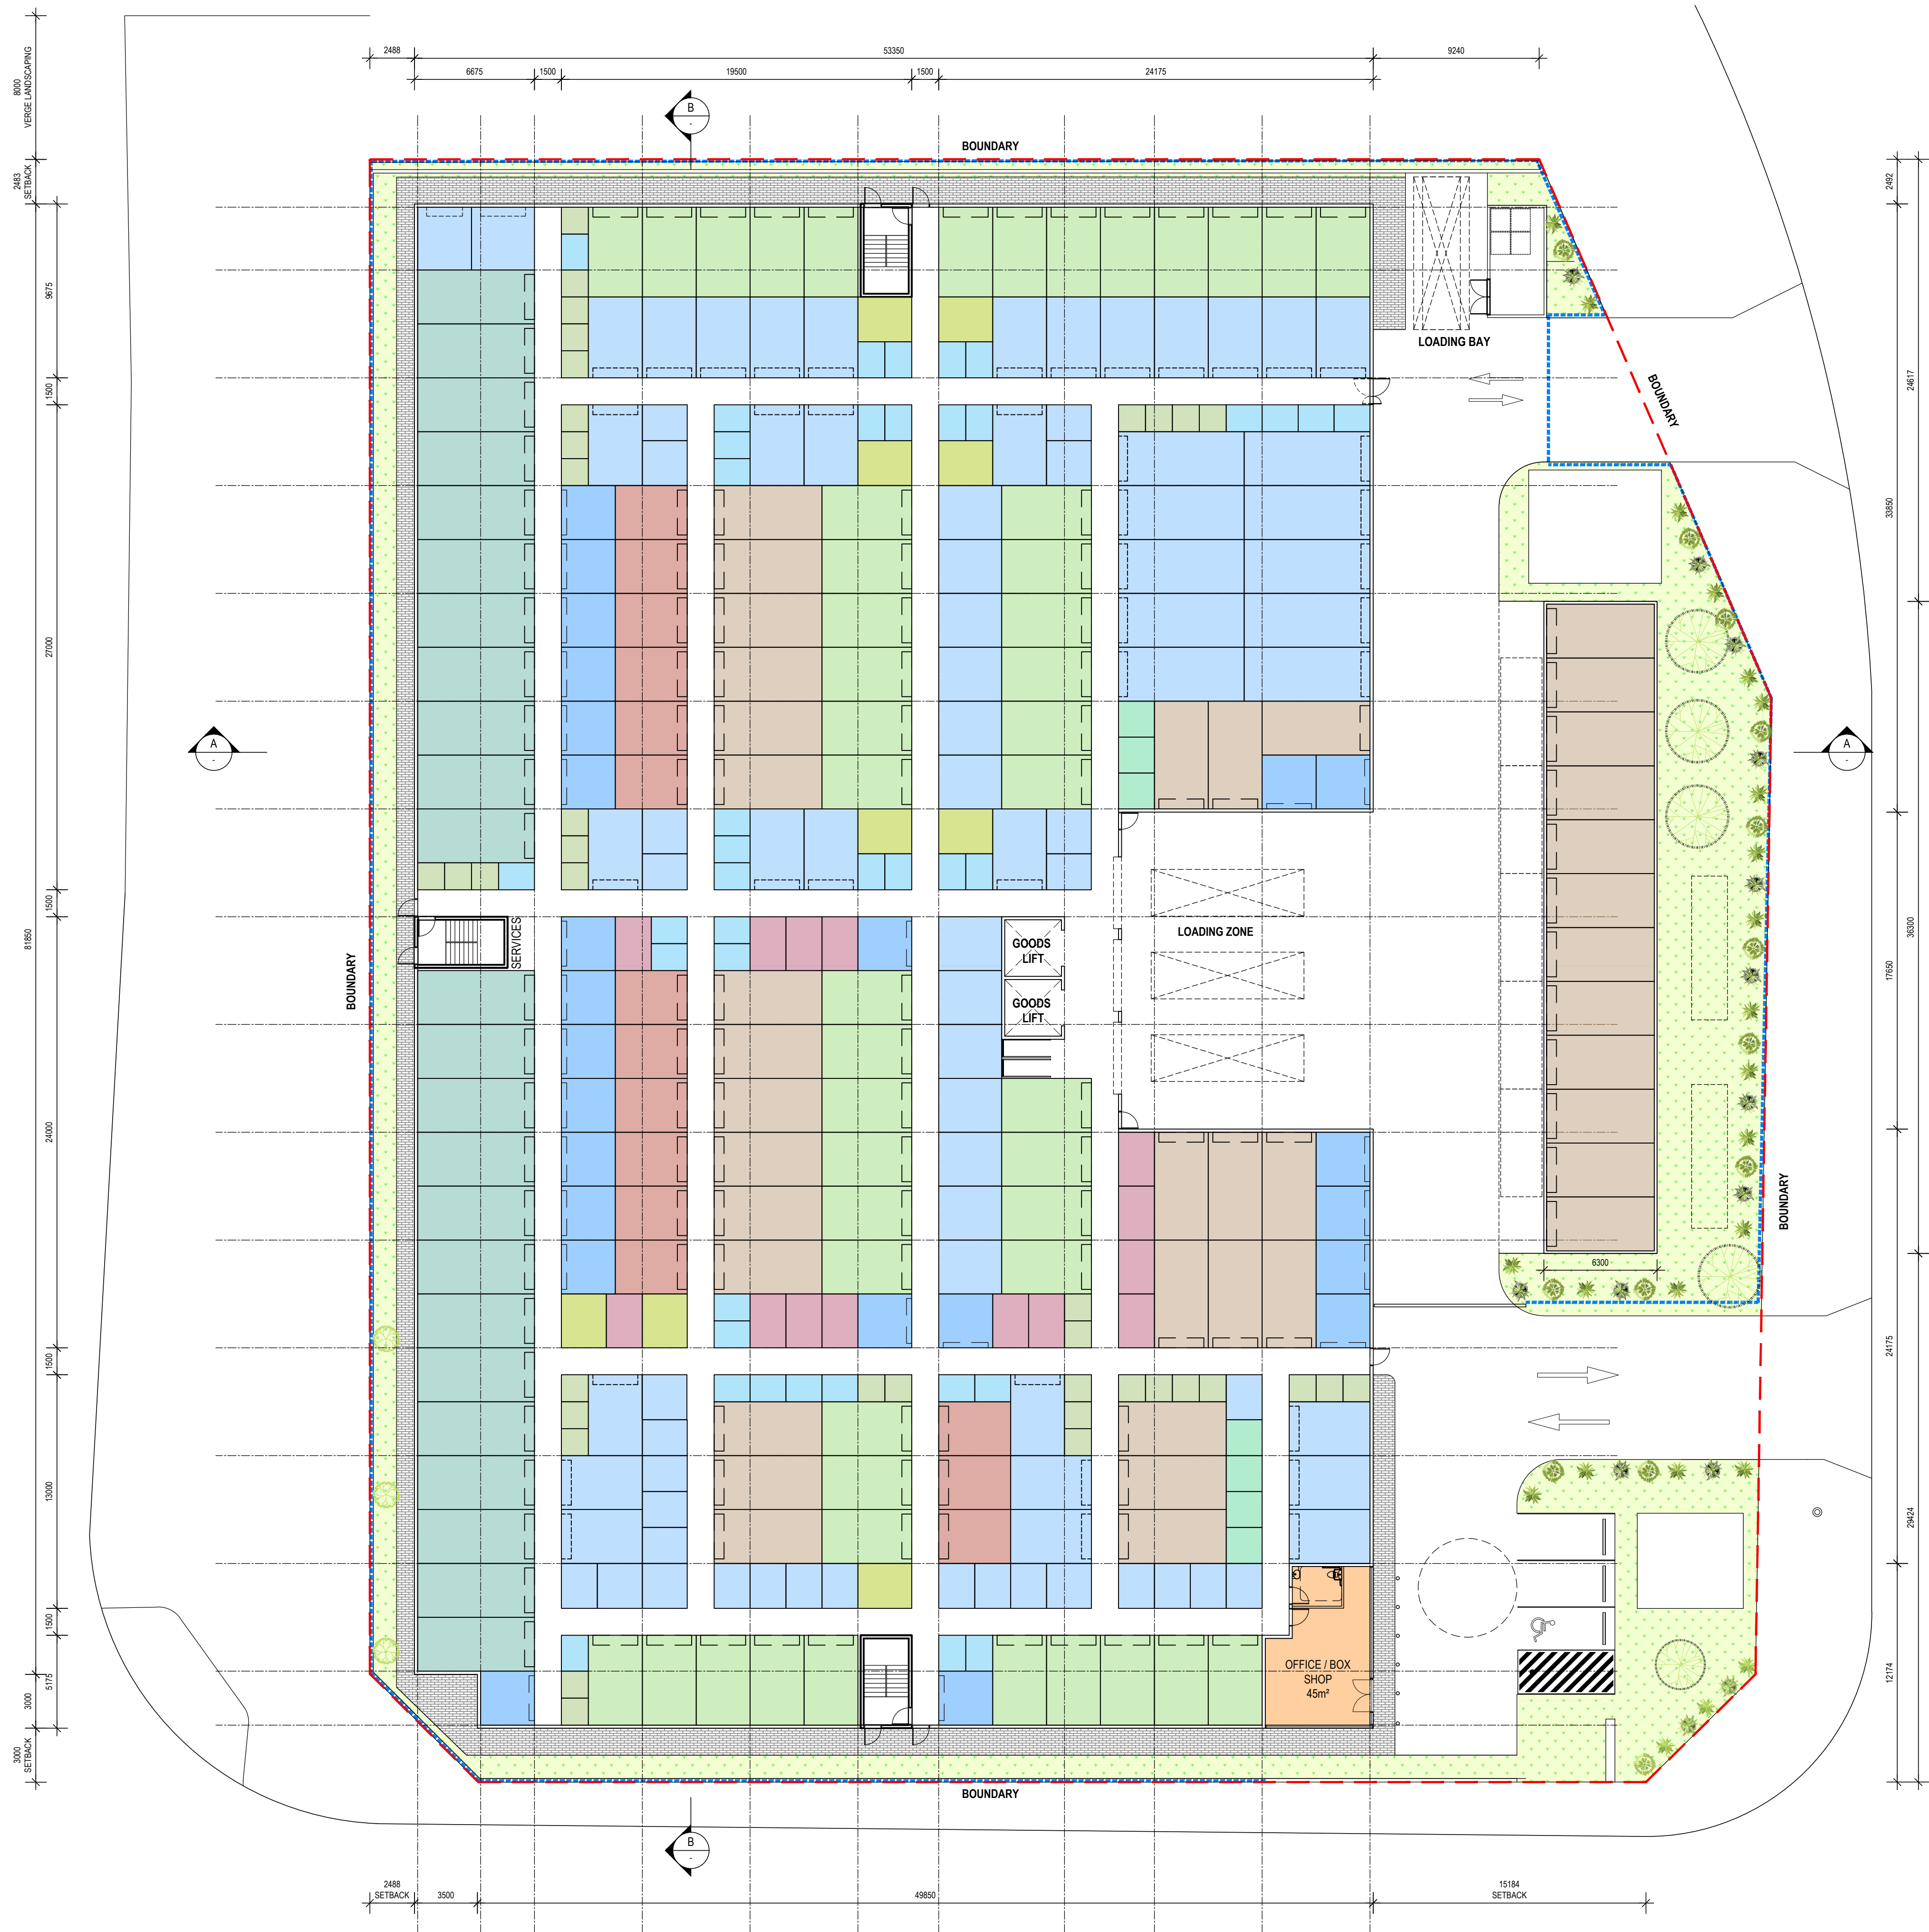 2488
53350
9240
6675
1500
19500
1500
24175
8000
VERGE LANDSCAPING
B
-
BOUNDARY
2483
SETBACK
2492
9675
LOADING BAY
24617
BOUNDARY
1500
33850
27000
A
-
A
-
1500
81850
SERVICES
GOODS
LIFT
LOADING ZONE
36300
BOUNDARY
17650
GOODS
LIFT
24000
BOUNDARY
6300
1500
24175
13000
29424
1500
OFFICE / BOX
SHOP
45m²
5175
3000
12174
3000
SETBACK
BOUNDARY
B
-
2488
SETBACK
3500
49850
15184
SETBACK